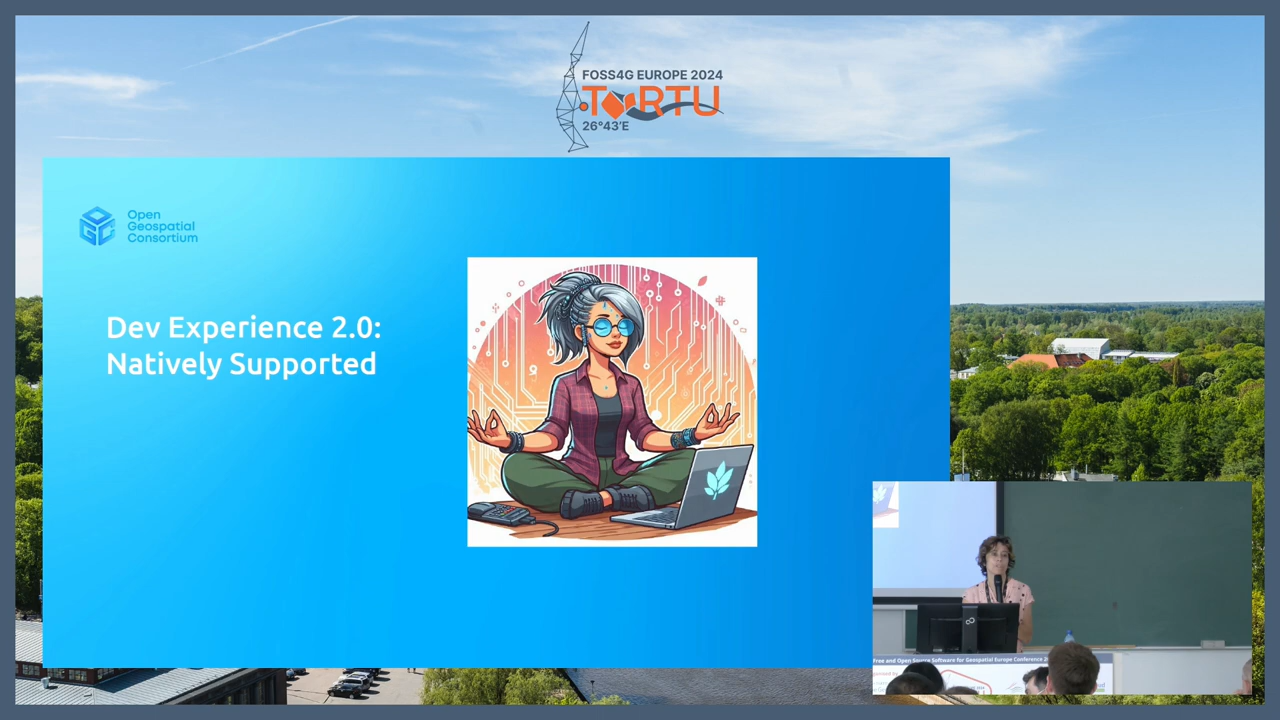 FOSS4G EUROPE 2024
TARTU
26°43'E
OGC
Open
Geospatial
Consortium
Dev Experience 2.0:
Natively Supported
Free and Open Source Software for Geospatial Europe Conference